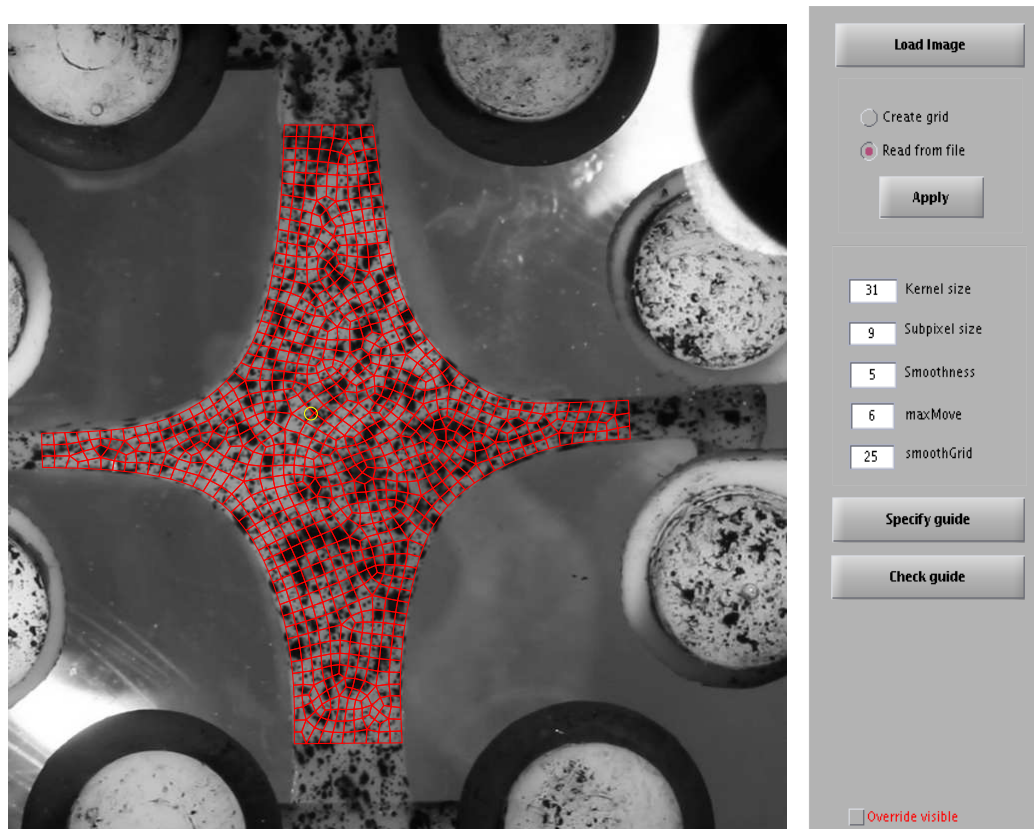 Load Image
Create grid
Read from file
Apply
31 Kernel size
9 Subpixel size
5 Smoothness
6 maxMove
25 smoothGrid
Specify guide
Check guide
Override visible